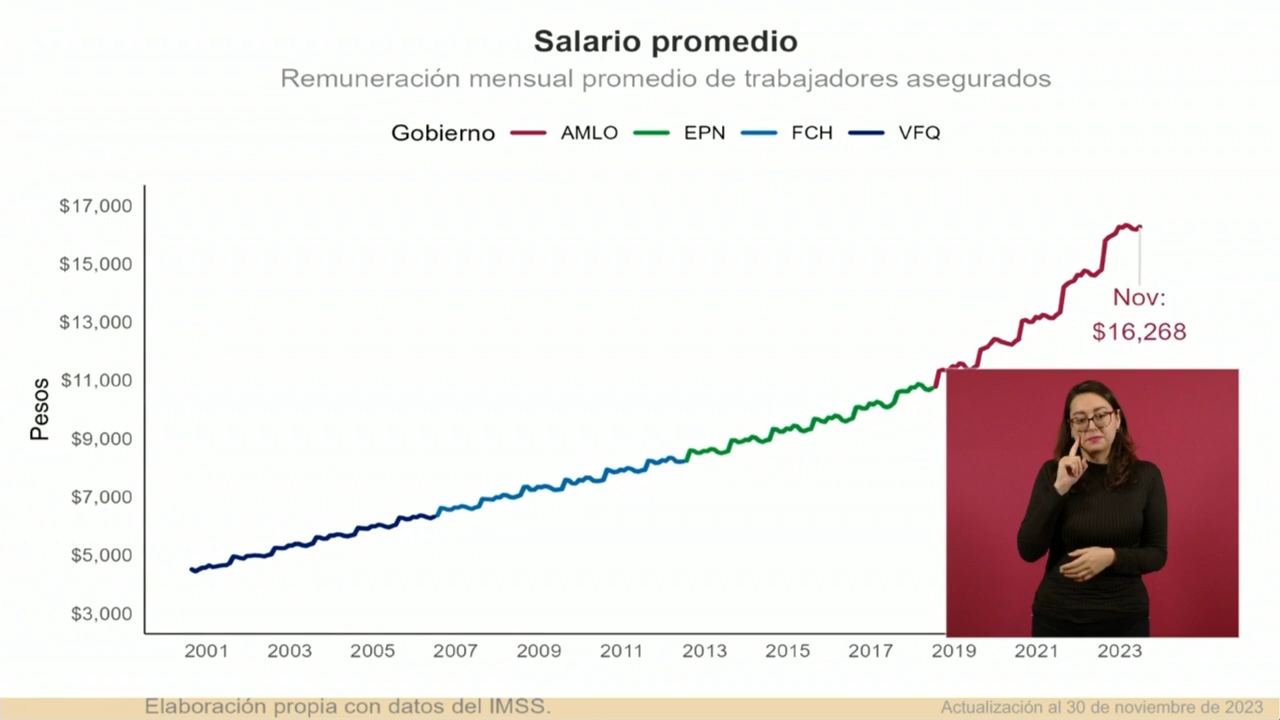 Salario promedio
Remuneración mensual promedio de trabajadores asegurados
Gobierno AMLO EPN FCH VFQ
$17,000
$15,000
$13,000
$11,000
$9,000
$7,000
$5,000
$3,000
Pesos
Nov:
$16,268
2001 2003 2005 2007 2009 2011 2013 2015 2017 2019 2021 2023
Elaboración propia con datos del IMSS.
Actualización al 30 de noviembre de 2023